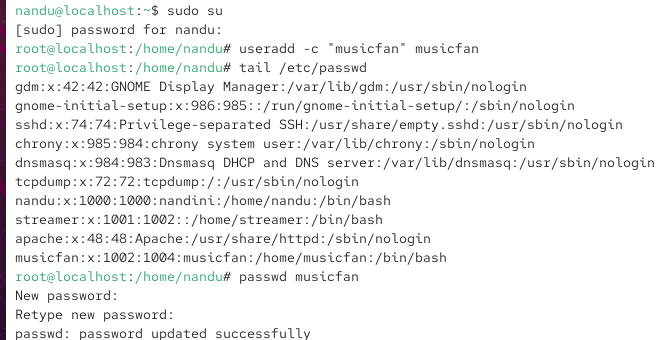 nandu@localhost:~$ sudo su
[sudo] password for nandu:
root@localhost:/home/nandu# useradd -c "musicfan" musicfan
root@localhost:/home/nandu# tail /etc/passwd
gdm:x:42:42:GNOME Display Manager:/var/lib/gdm:/usr/sbin/nologin
gnome-initial-setup:x:986:985::/run/gnome-initial-setup/:/sbin/nologin
sshd:x:74:74:Privilege-separated SSH:/usr/share/empty.sshd:/usr/sbin/nologin
chrony:x:985:984:chrony system user:/var/lib/chrony:/sbin/nologin
dnsmasq:x:984:983:Dnsmasq DHCP and DNS server:/var/lib/dnsmasq:/usr/sbin/nologin
tcpdump:x:72:72:tcpdump:/:/usr/sbin/nologin
nandu:x:1000:1000:nandini:/home/nandu:/bin/bash
streamer:x:1001:1002::/home/streamer:/bin/bash
apache:x:48:48:Apache:/usr/share/httpd:/sbin/nologin
musicfan:x:1002:1004:musicfan:/home/musicfan:/bin/bash
root@localhost:/home/nandu# passwd musicfan
New password:
Retype new password:
passwd: password updated successfully